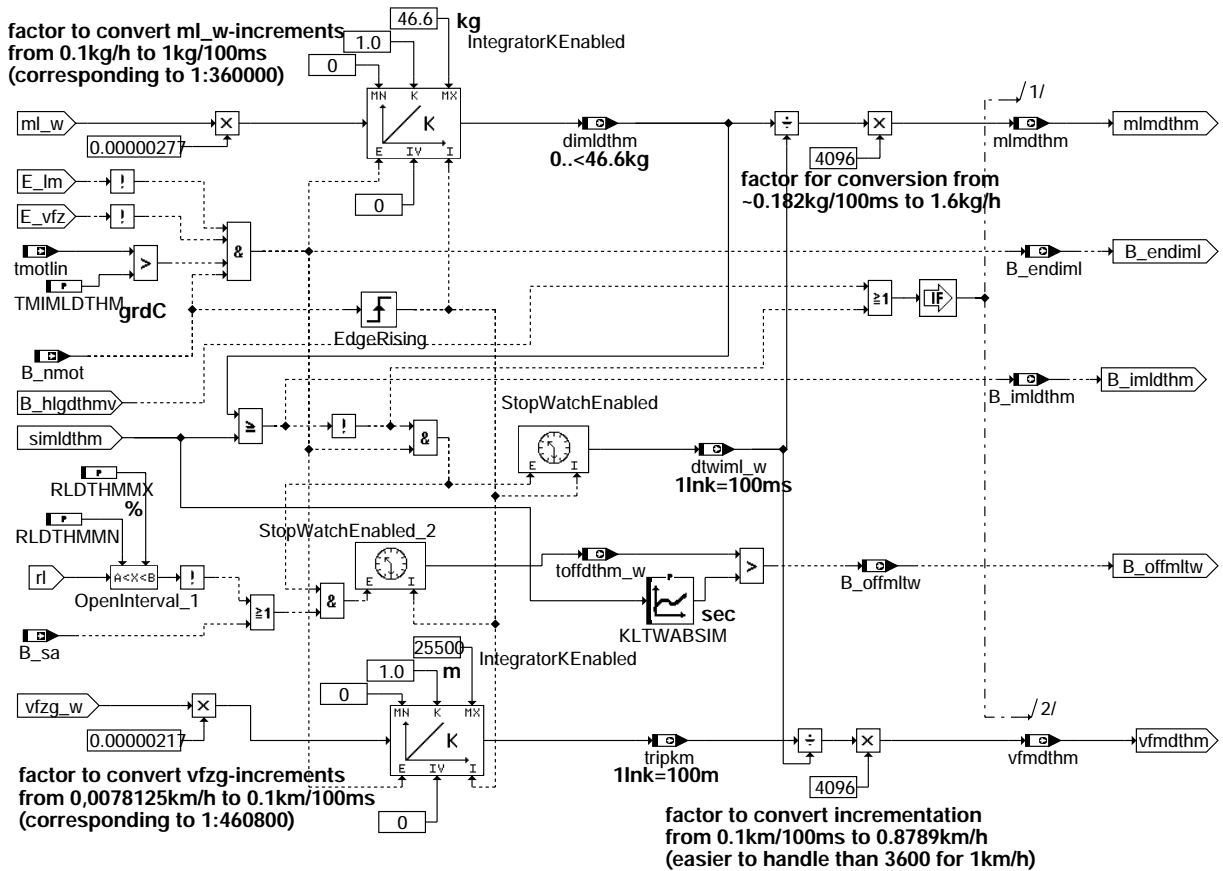 factor to convert ml_w-increments
from 0.1kg/h to 1kg/100ms
(corresponding to 1:360000)
46.6
kg
1.0
IntegratorKEnabled
0
MN K MX
K
E IV I
0
ml_w
0.00000277
dimldthm
0..<46.6kg
4096
factor for conversion from
~0.182kg/100ms to 1.6kg/h
/1/
mlmdthm
mlmdthm
E_lm
!
E_vfz
!
&
tmotlin
>
P
TMIMLDTHM
grdC
B_endiml
B_endiml
≥1
IF
EdgeRising
B_nmot
B_hlgdthmv
B_imldthm
B_imldthm
simldthm
≥
!
&
StopWatchEnabled
E I
dtwiml_w
1Ink=100ms
P
RLDTHMMX
%
P
RLDTHMMN
rl
A<X<B
!
OpenInterval_1
≥1
&
B_sa
StopWatchEnabled_2
E I
toffdthm_w
P
sec
KLTWABSIM
>
B_offmltw
B_offmltw
25500
m
1.0
IntegratorKEnabled
0
MN K MX
K
E IV I
0
vfzg_w
0.00000217
factor to convert vfzg-increments
from 0,0078125km/h to 0.1km/100ms
(corresponding to 1:460800)
tripkm
1Ink=100m
4096
factor to convert incrementation
from 0.1km/100ms to 0.8789km/h
(easier to handle than 3600 for 1km/h)
/2/
vfmdthm
vfmdthm